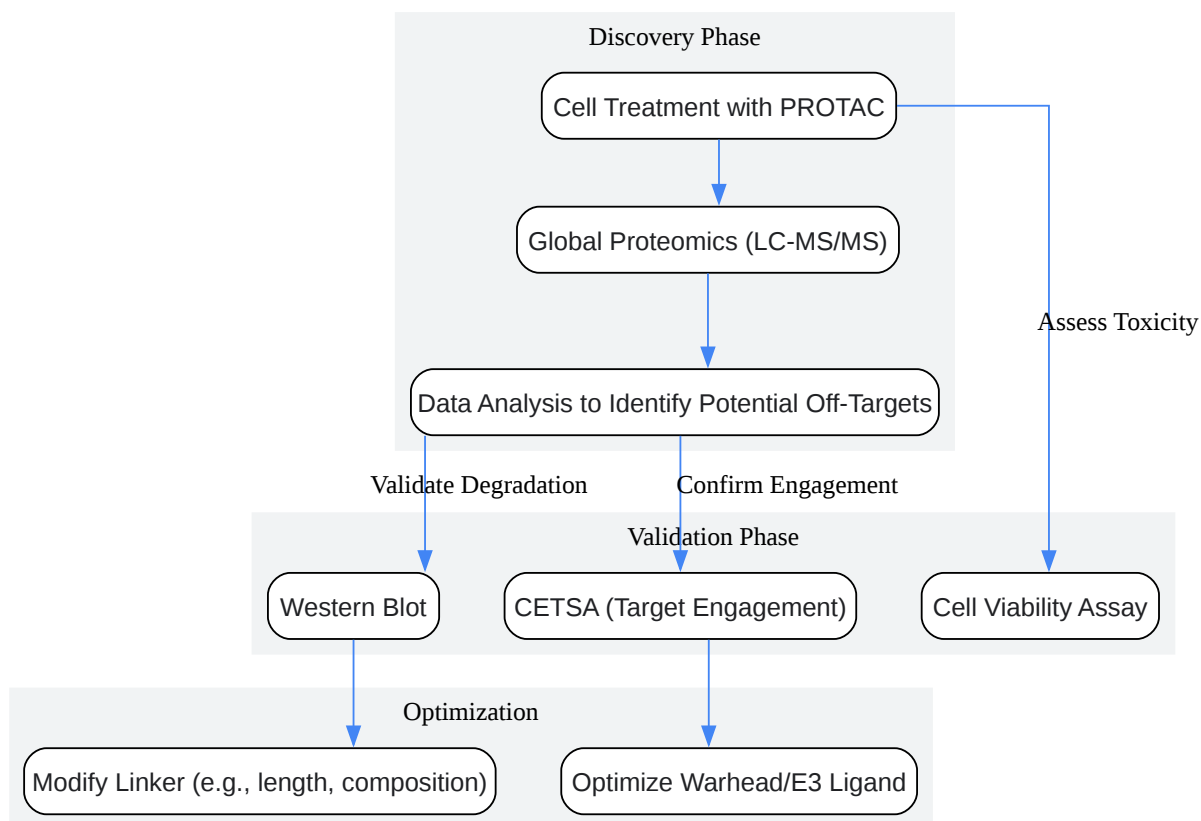 Discovery Phase
Cell Treatment with PROTAC
Global Proteomics (LC-MS/MS)
Assess Toxicity
Data Analysis to Identify Potential Off-Targets
Validate Degradation
Confirm Engagement
Validation Phase
Western Blot
CETSA (Target Engagement)
Cell Viability Assay
Optimization
Modify Linker (e.g., length, composition)
Optimize Warhead/E3 Ligand